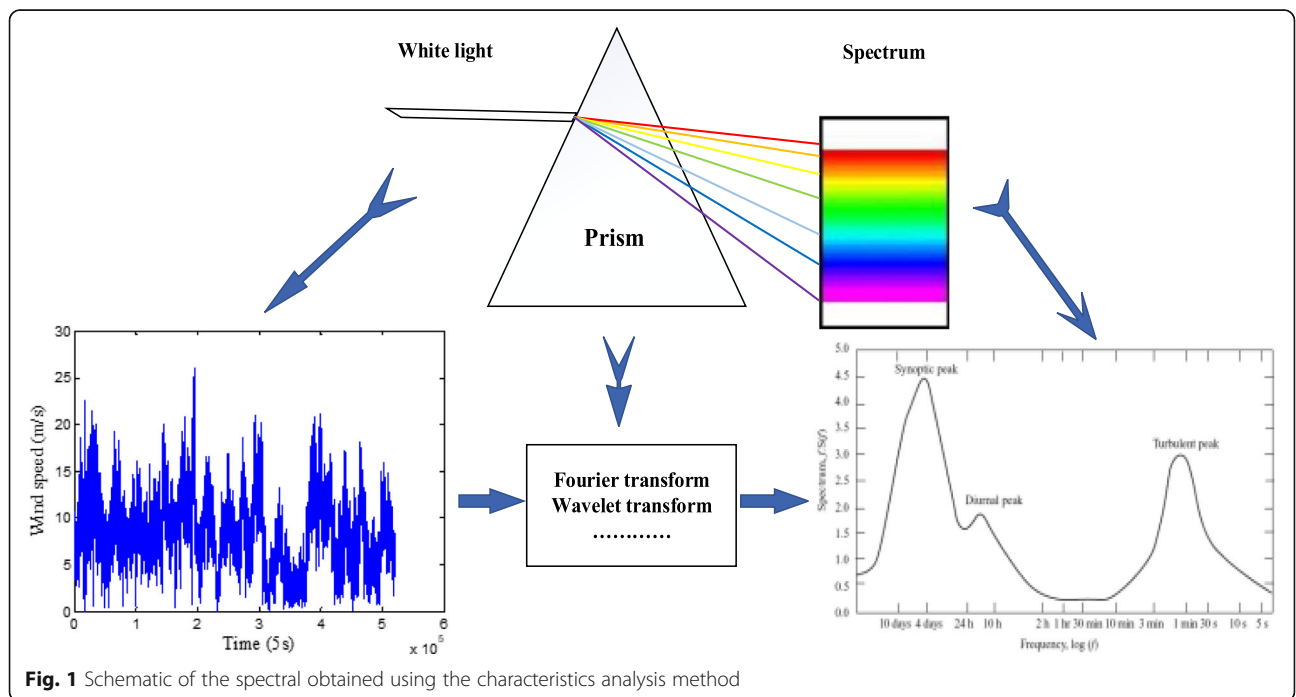 White light
Spectrum
Prism
30
25
20
15
10
5
0
Wind speed (m/s)
0 1 2 3 4 5 6
Time (5s)
x 10^5
Fourier transform
Wavelet transform
............
5.0
4.5
4.0
3.5
3.0
2.5
2.0
1.5
1.0
0.5
0.0
Spectrum, f S(f)
Synoptic peak
Diurnal peak
Turbulent peak
10 days 4 days 24 h 10 h 2 h 1 hr 30 min 10 min 3 min 1 min 30 s 10 s 5 s
Frequency, log (f)
Fig. 1 Schematic of the spectral obtained using the characteristics analysis method